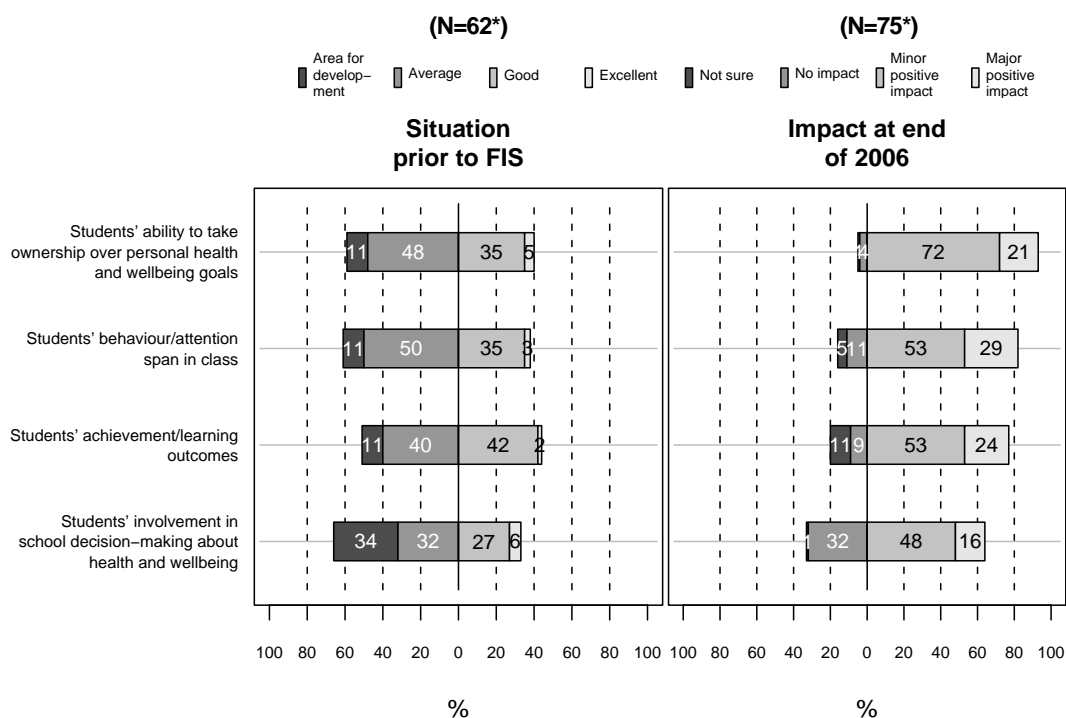 (N=62*) (N=75*)
Area for
develop−
ment
Average
Good
Excellent
Not sure
No impact
Minor
positive
impact
Major
positive
impact
Situation
prior to FIS
Impact at end
of 2006
Students’ ability to take
ownership over personal health
and wellbeing goals
11 48 35 5
1 4 72 21
Students’ behaviour/attention
span in class
11 50 35 3
5 11 53 29
Students’ achievement/learning
outcomes
11 40 42 2
11 9 53 24
Students’ involvement in
school decision−making about
health and wellbeing
34 32 27 6
1 32 48 16
100 80 60 40 20 0 20 40 60 80 100
100 80 60 40 20 0 20 40 60 80 100
% %